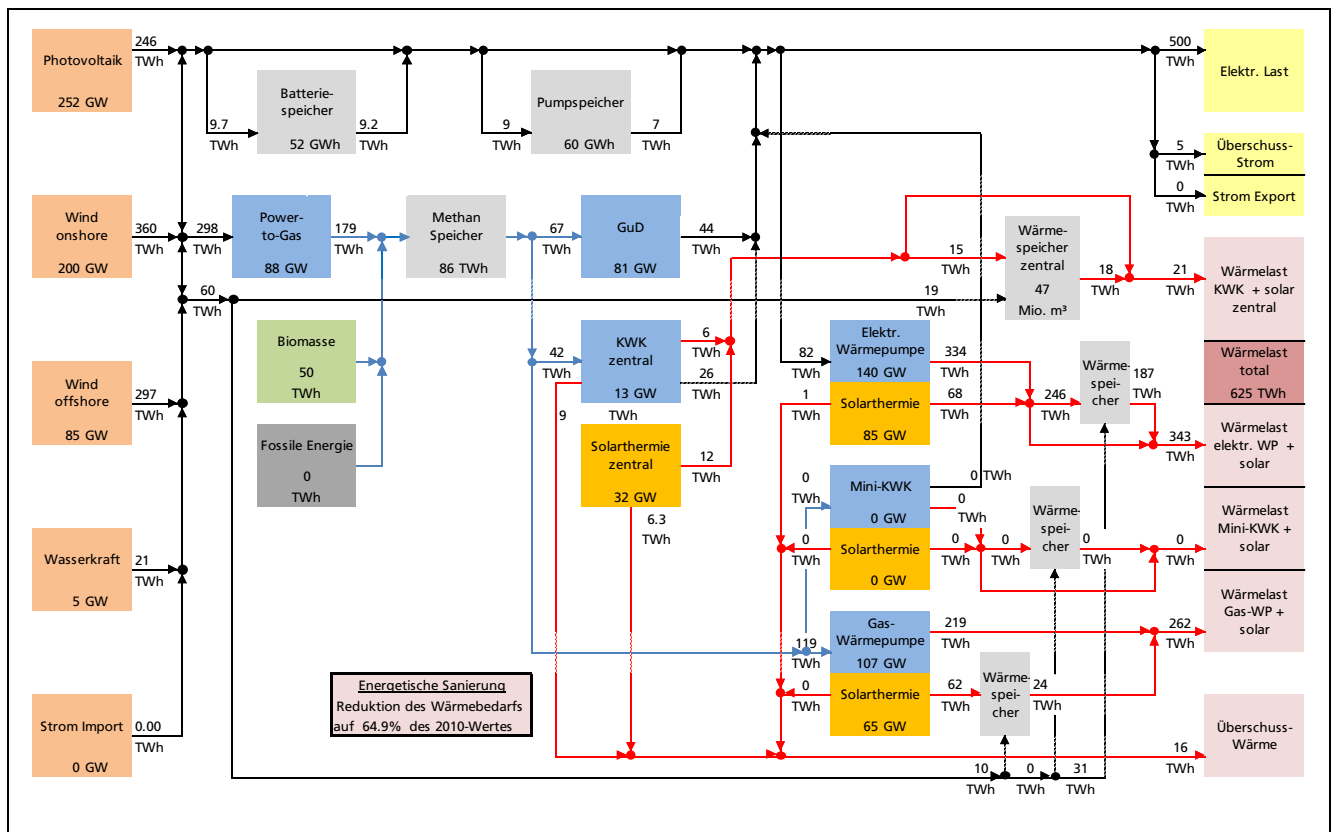 Photovoltaik
252 GW
246
TWh
Batterie-
speicher
52 GWh
9.7
TWh
9.2
TWh
Pumpspeicher
60 GWh
9
TWh
7
TWh
500
TWh
Elektr. Last
5
TWh
Überschuss-
Strom
0
TWh
Strom Export
Wind
onshore
200 GW
360
TWh
298
TWh
Power-
to-Gas
88 GW
179
TWh
Methan
Speicher
86 TWh
67
TWh
GuD
81 GW
44
TWh
15
TWh
Wärme-
speicher
zentral
47
Mio. m³
18
TWh
21
TWh
Wärmelast
KWK + solar
zentral
60
TWh
19
TWh
Biomasse
50
TWh
42
TWh
KWK
zentral
13 GW
TWh
6
TWh
26
TWh
9
82
TWh
Elektr.
Wärmepumpe
140 GW
334
TWh
Wärme-
spei-
cher
187
TWh
Wärmelast
total
625 TWh
Wind
offshore
85 GW
297
TWh
1
TWh
Solarthermie
85 GW
68
TWh
246
TWh
343
TWh
Wärmelast
elektr. WP +
solar
Fossile Energie
0
TWh
Solarthermie
zentral
32 GW
12
TWh
6.3
TWh
0
TWh
Mini-KWK
0 GW
0 TWh
0
TWh
Wärme-
spei-
cher
Wärmelast
Mini-KWK +
solar
Wasserkraft
5 GW
21
TWh
0
TWh
Solarthermie
0 GW
0
TWh
0
TWh
0
TWh
0
TWh
119
TWh
Gas-
Wärmepumpe
107 GW
219
TWh
262
TWh
Wärmelast
Gas-WP +
solar
Energetische Sanierung
Reduktion des Wärmebedarfs
auf 64.9% des 2010-Wertes
0
TWh
Solarthermie
65 GW
62
TWh
Wärme-
spei-
cher
24
TWh
Strom Import
0 GW
0.00
TWh
16
TWh
Überschuss-
Wärme
10
TWh
0
TWh
31
TWh